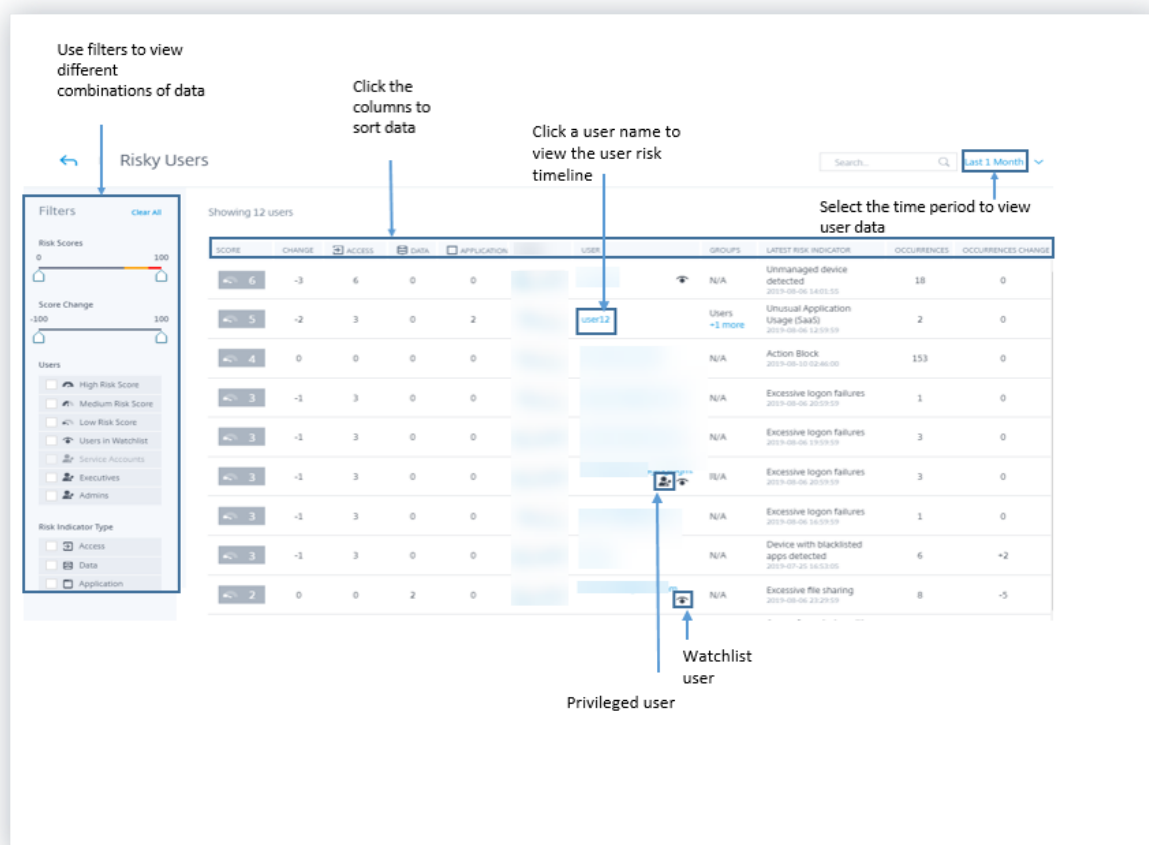 Use filters to view
different
combinations of data
Click the
columns to
sort data
Click a user name to
view the user risk
timeline
Risky Users
Search...
Last 1 Month
Select the time period to view
user data
Filters Clear All
Risk Scores
0 100
Score Change
-100 100
Users
High Risk Score
Medium Risk Score
Low Risk Score
Users in Watchlist
Service Accounts
Executives
Admins
Risk Indicator Type
Access
Data
Application
Showing 12 users
SCORE CHANGE ACCESS DATA APPLICATION USER GROUPS LATEST RISK INDICATOR OCCURRENCES OCCURRENCES CHANGE
6 -3 6 0 0 N/A Unmanaged device 18 0
detected
2019-08-06 14:01:55
5 -2 3 0 2 user12 Users Unusual Application 2 0
+1 more Usage (SaaS)
2019-08-06 12:59:59
4 0 0 0 0 N/A Action Block 153 0
2019-08-10 02:46:00
3 -1 3 0 0 N/A Excessive logon failures 1 0
2019-08-06 20:59:59
3 -1 3 0 0 N/A Excessive logon failures 3 0
2019-08-06 19:59:59
3 -1 3 0 0 N/A Excessive logon failures 3 0
2019-08-06 20:59:59
3 -1 3 0 0 N/A Excessive logon failures 1 0
2019-08-06 16:59:59
3 -1 3 0 0 N/A Device with blacklisted 6 +2
apps detected
2019-07-25 16:53:05
2 0 0 2 0 N/A Excessive file sharing 8 -5
2019-08-06 23:29:59
Watchlist
user
Privileged user